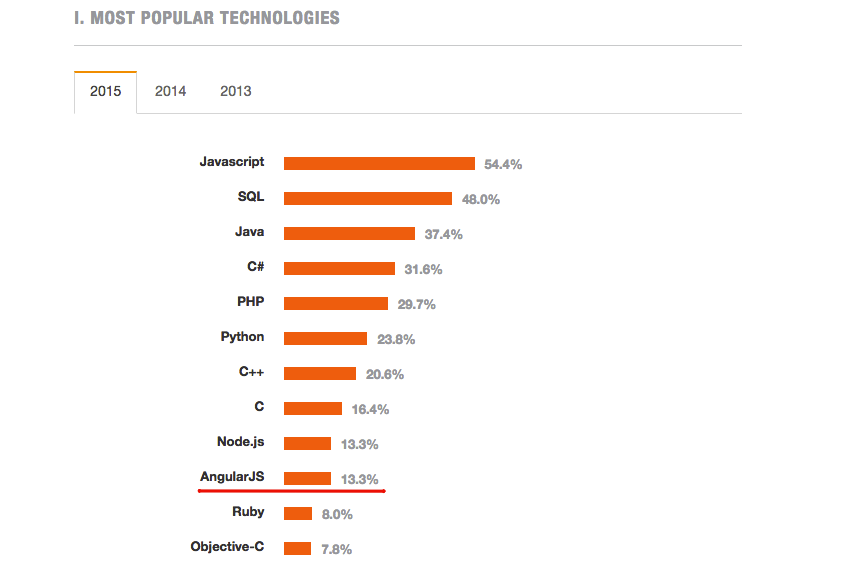 I. MOST POPULAR TECHNOLOGIES
2015 2014 2013
Javascript 54.4%
SQL 48.0%
Java 37.4%
C# 31.6%
PHP 29.7%
Python 23.8%
C++ 20.6%
C 16.4%
Node.js 13.3%
AngularJS 13.3%
Ruby 8.0%
Objective-C 7.8%